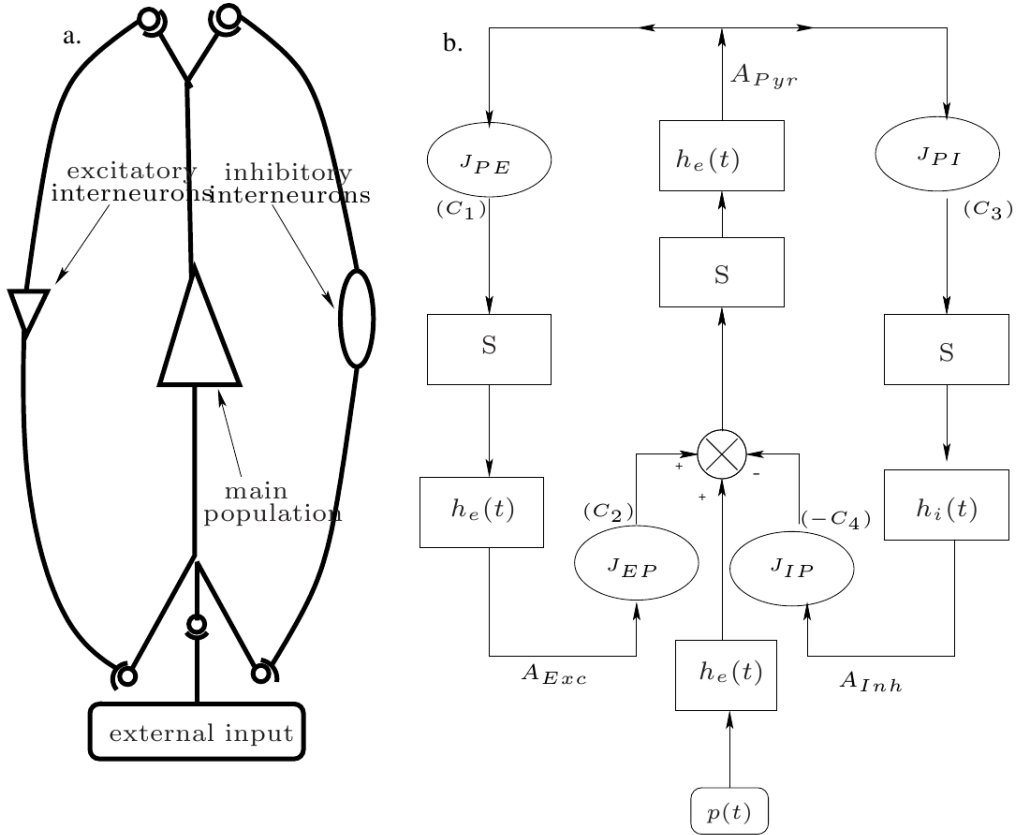 a.
excitatory
interneurons
inhibitory
interneurons
main
population
external input
b.
A_{Pyr}
J_{PE}
h_e(t)
J_{PI}
(C_1)
(C_3)
S
S
S
h_e(t)
(C_2)
+
-
+
(-C_4)
h_i(t)
J_{EP}
J_{IP}
A_{Exc}
h_e(t)
A_{Inh}
p(t)